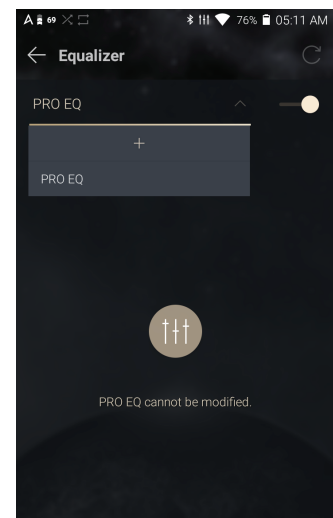 A 69 76% 05:11 AM
Equalizer
PRO EQ
+
PRO EQ
PRO EQ cannot be modified.